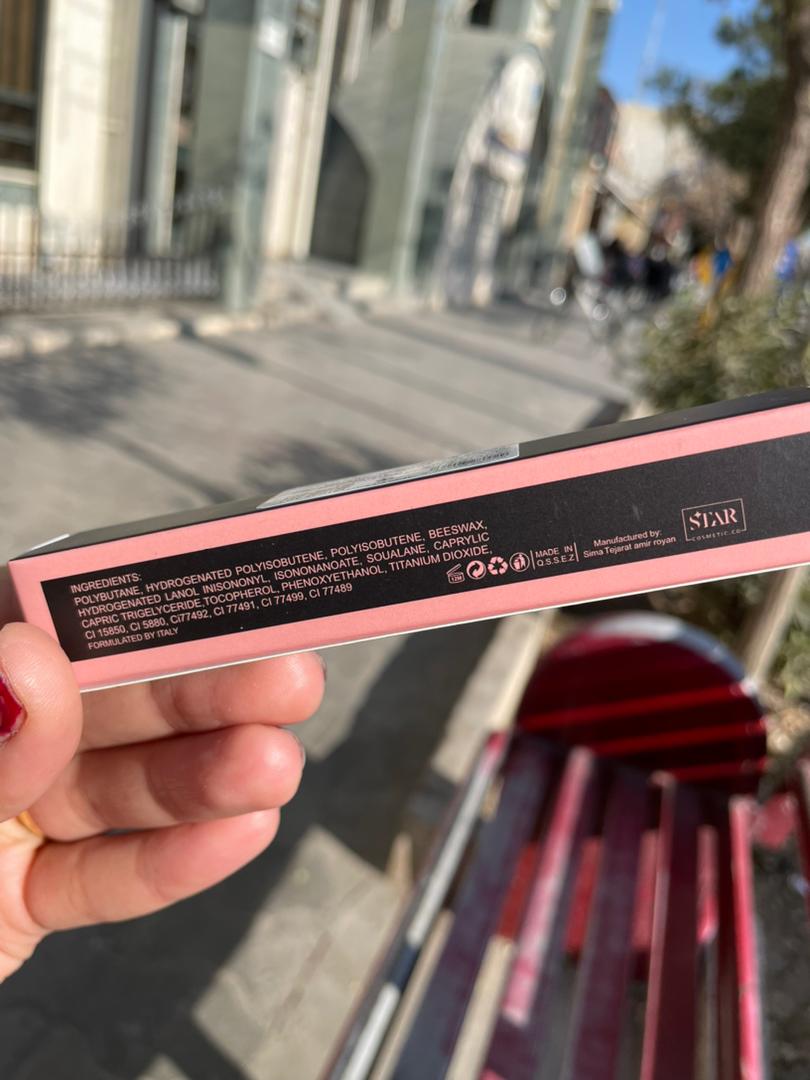 INGREDIENTS:
POLYBUTANE, HYDROGENATED POLYISOBUTENE, POLYISOBUTENE, BEESWAX,
HYDROGENATED LANOL INISONONYL, ISONONANOATE, SOUALANE, CAPRYLIC
CAPRIC TRIGELYCERIDE,TOCOPHEROL, PHENOXYETHANOL, TITANIUM DIOXIDE,
CI 15850, CI 5880, CI77492, CI 77491, CI 77499, CI 77489
FORMULATED BY ITALY
12M
MADE IN
Q.S.S.E.Z
Manufactured by:
Sima Tejarat amir royan
STAR
COSMETIC.CO